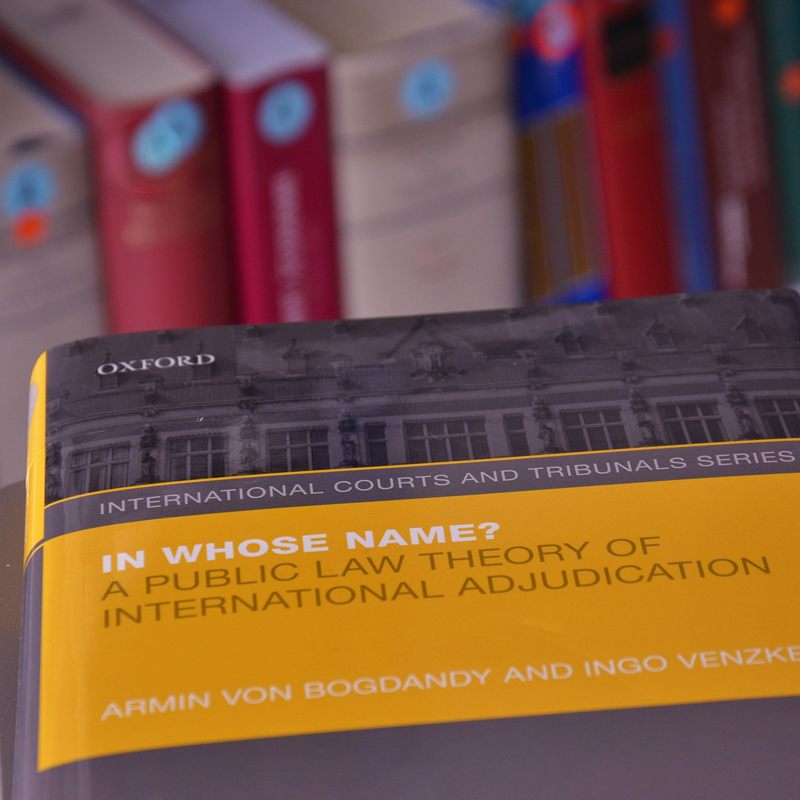 OXFORD
INTERNATIONAL COURTS AND TRIBUNALS SERIES
IN WHOSE NAME?
A PUBLIC LAW THEORY OF
INTERNATIONAL ADJUDICATION
ARMIN VON BOGDANDY AND INGO VENZKE